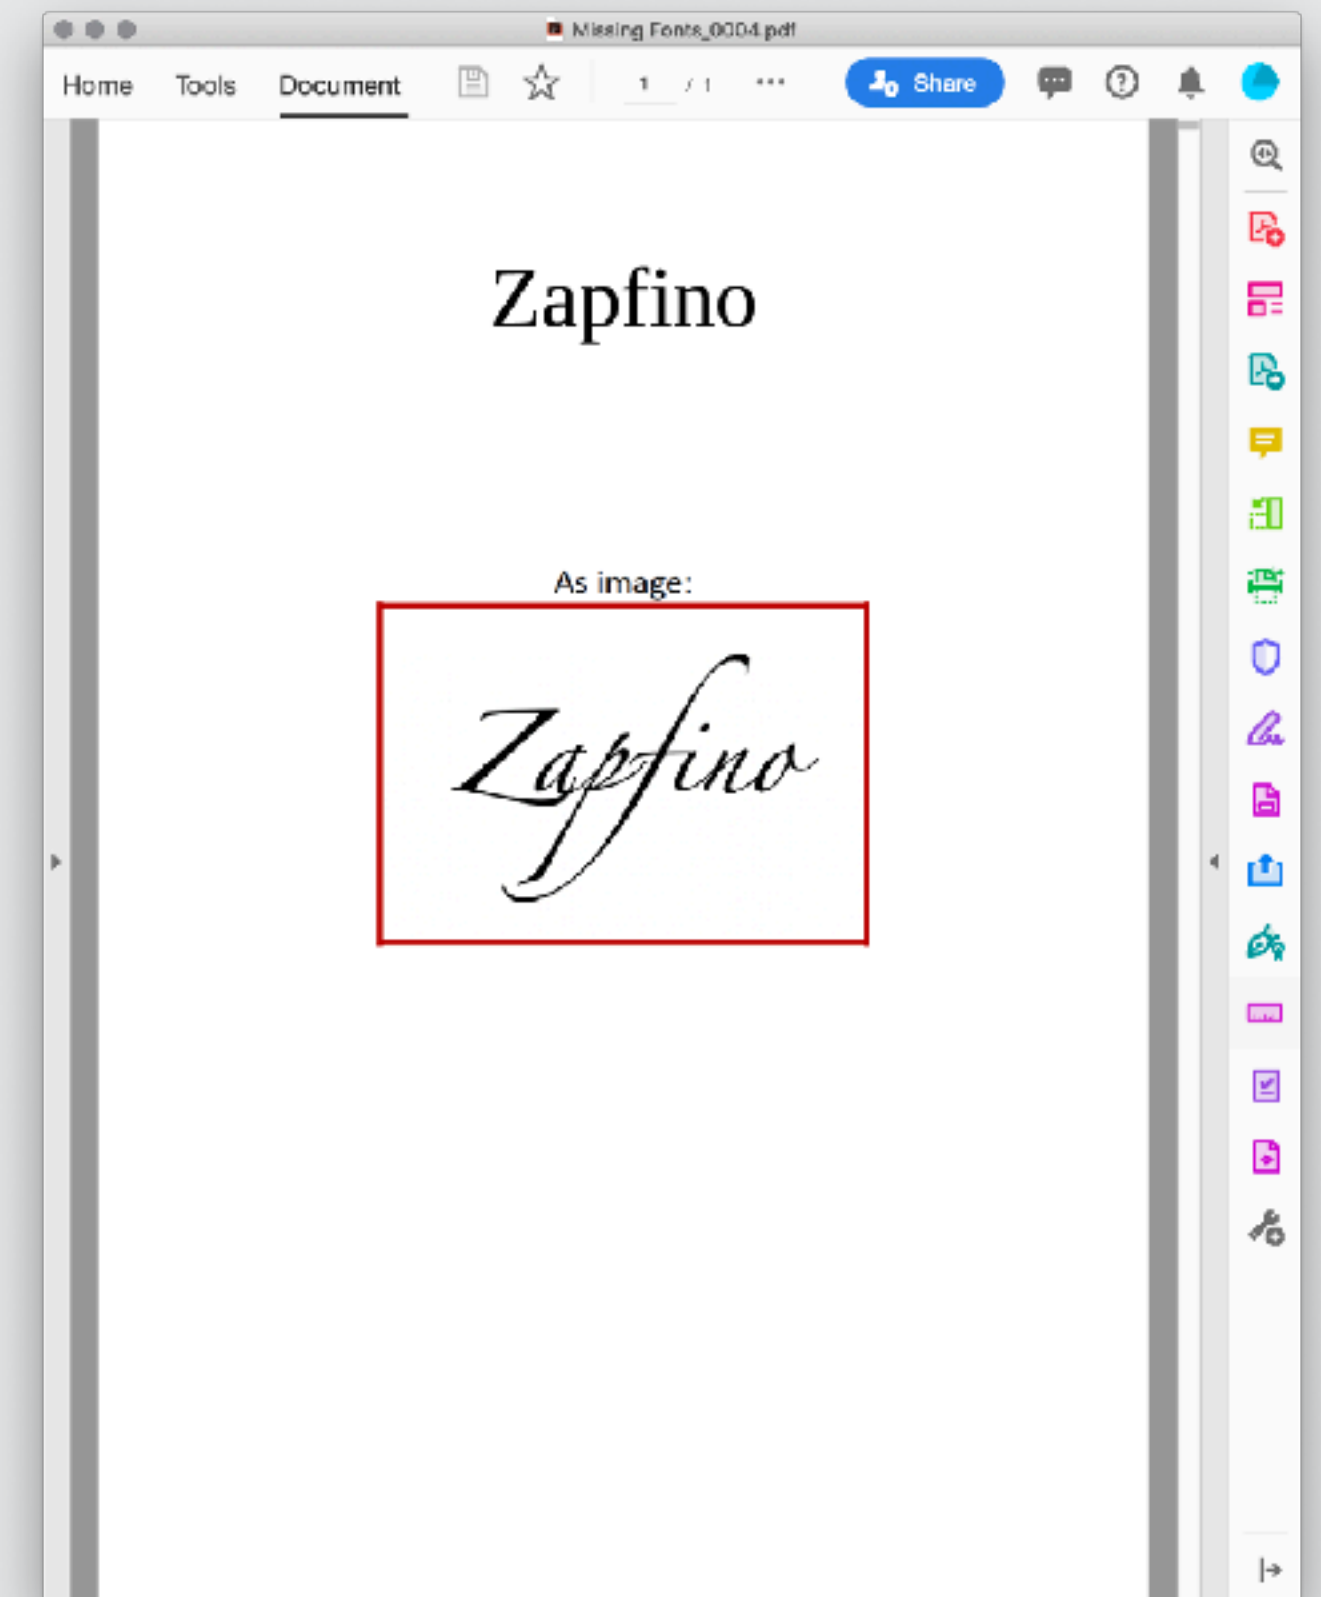 Missing Fonts_0004.pdf
Home Tools Document 1 / 1 ... Share
Zapfino
As image:
Zapfino